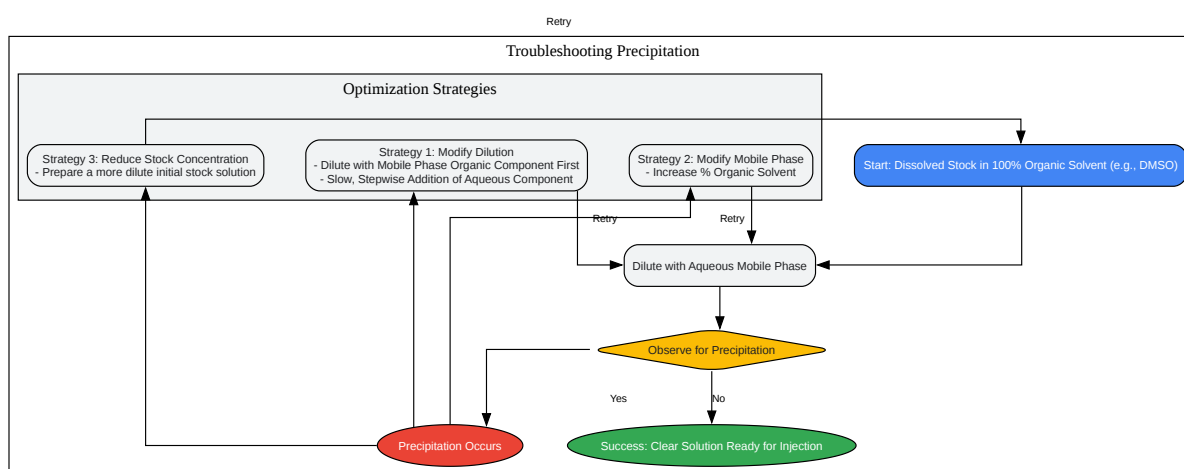 Retry
Troubleshooting Precipitation
Optimization Strategies
Strategy 3: Reduce Stock Concentration
- Prepare a more dilute initial stock solution
Strategy 1: Modify Dilution
- Dilute with Mobile Phase Organic Component First
- Slow, Stepwise Addition of Aqueous Component
Strategy 2: Modify Mobile Phase
- Increase % Organic Solvent
Start: Dissolved Stock in 100% Organic Solvent (e.g., DMSO)
Retry
Retry
Dilute with Aqueous Mobile Phase
Observe for Precipitation
Yes
No
Precipitation Occurs
Success: Clear Solution Ready for Injection